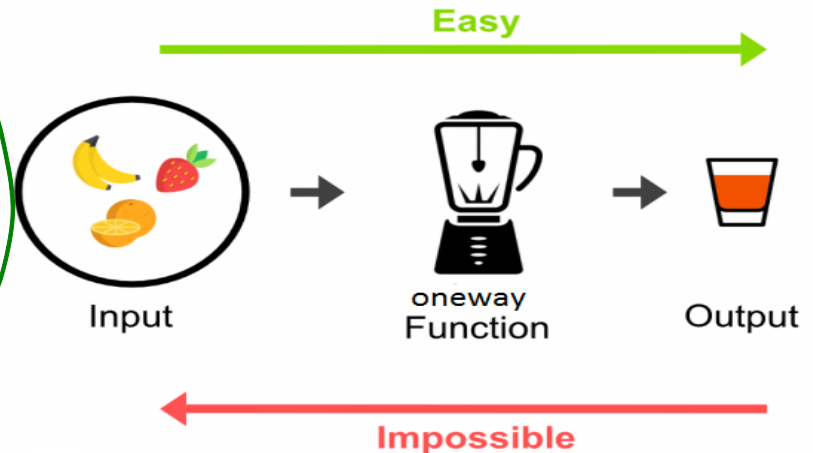 Easy
Input
oneway
Function
Output
Impossible